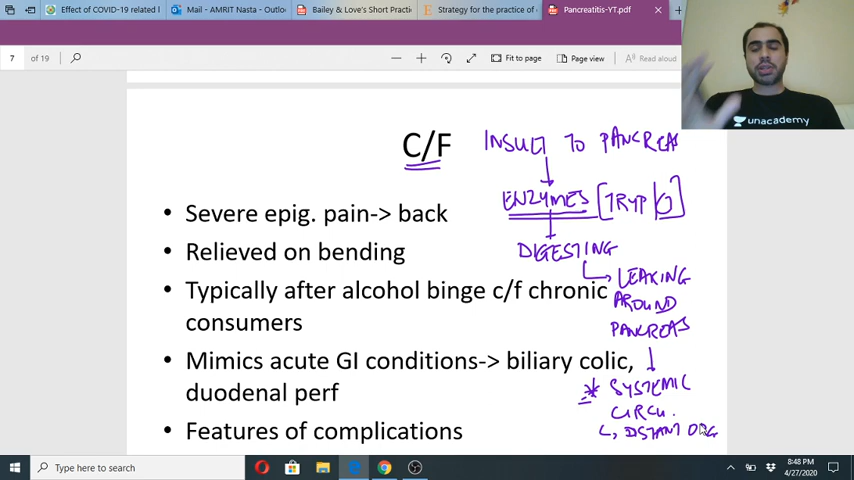 Effect of COVID-19 related l
Mail - AMRIT Nasta - Outlo
Bailey & Love's Short Practi
Strategy for the practice of
Pancreatitis-YT.pdf
7 of 19
Fit to page
Page view
Read aloud
unacademy
C/F
INSULT TO PANCREAS
ENZYMES [TRYP
DIGESTING
LEAKING
AROUND
PANCREAS
SYSTEMIC
CIRCU.
DISTANT ORG
• Severe epig. pain-> back
• Relieved on bending
• Typically after alcohol binge c/f chronic
consumers
• Mimics acute GI conditions-> biliary colic,
duodenal perf
• Features of complications
Type here to search
8:48 PM
4/27/2020